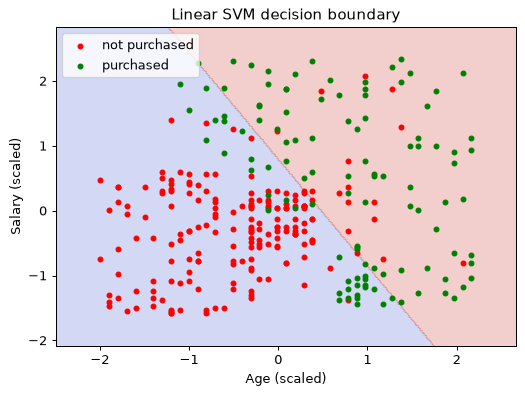 Linear SVM decision boundary
not purchased
purchased
Salary (scaled)
2
1
0
−1
−2
−2 −1 0 1 2
Age (scaled)